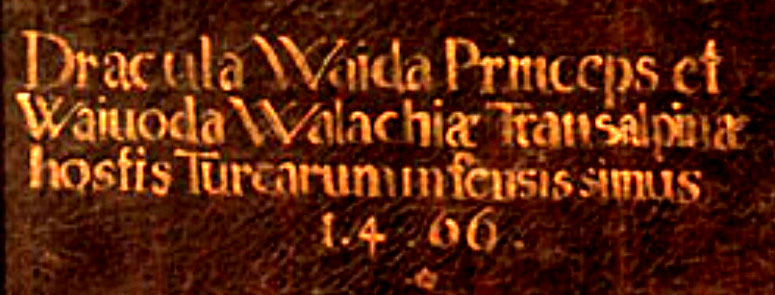 Dracula Waida Princeps et
Waiuoda Walachiæ Transalpinæ
hostis Turcarum infensissimus
1.4.66.